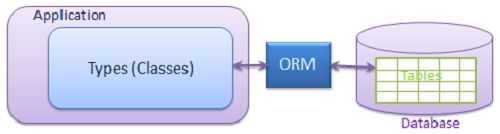 Application
Types (Classes)
ORM
Tables
Database